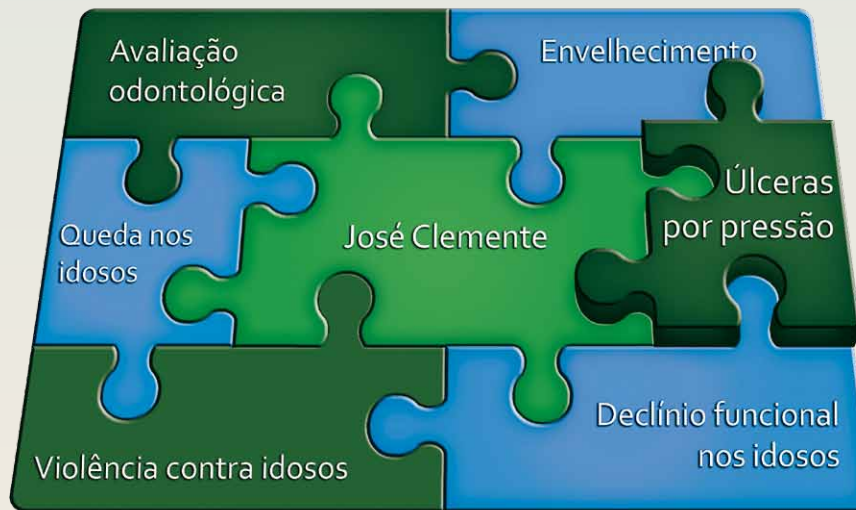 Avaliação
odontológica
Envelhecimento
Queda nos
idosos
José Clemente
Úlceras
por pressão
Violência contra idosos
Declínio funcional
nos idosos